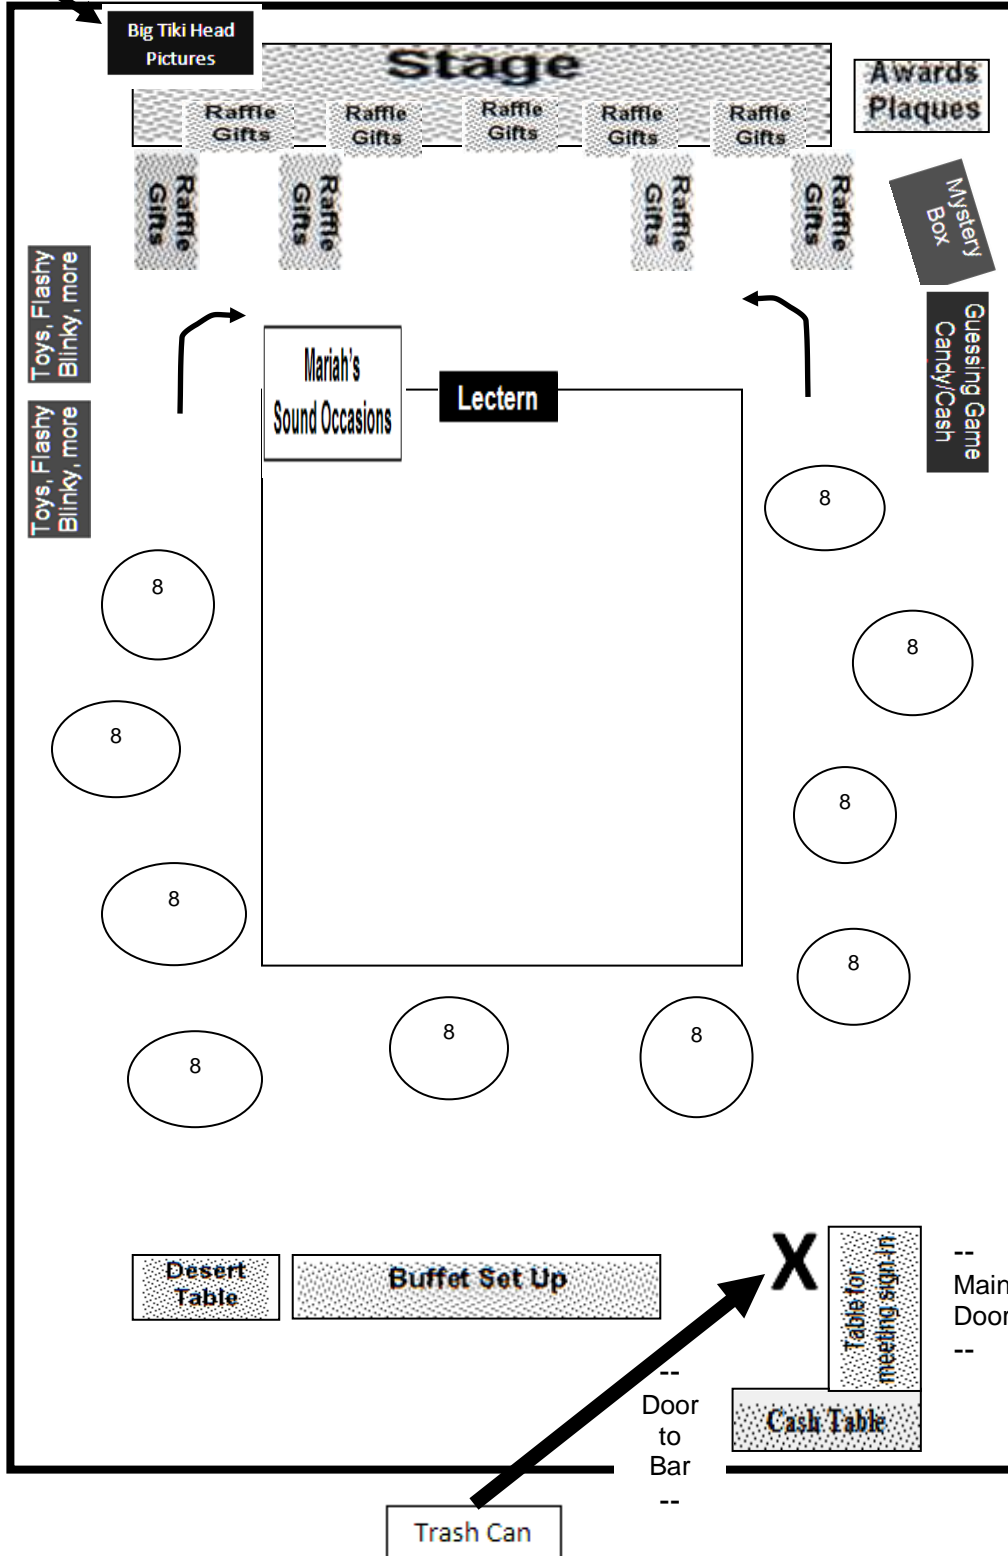 Big Tiki Head
Pictures
Stage
Awards
Plaques
Raffle
Gifts
Raffle
Gifts
Raffle
Gifts
Raffle
Gifts
Raffle
Gifts
Raffle
Gifts
Raffle
Gifts
Raffle
Gifts
Raffle
Gifts
Mystery
Box
Toys, Flashy
Blinky, more
Guessing Game
Candy/Cash
Mariah's
Sound Occasions
Lectern
Toys, Flashy
Blinky, more
8
8
8
8
8
8
8
8
8
8
Desert
Table
Buffet Set Up
X
Table for
meeting sign-in
--
Main
Door
--
Cash Table
--
Door
to
Bar
--
Trash Can